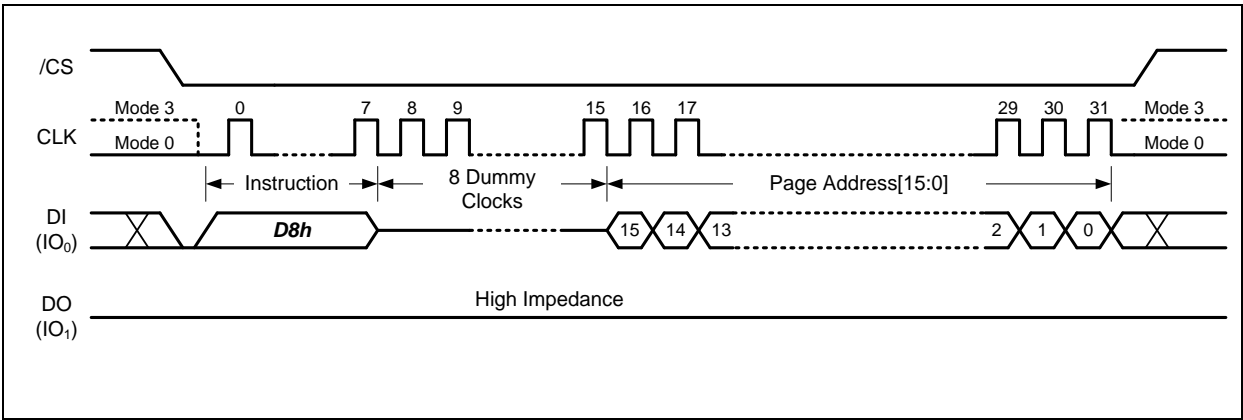 /CS
Mode 3 0 7 8 9 15 16 17 29 30 31 Mode 3
CLK
Mode 0 Mode 0
Instruction 8 Dummy Clocks Page Address[15:0]
DI
(IO₀)
D8h 15 14 13 2 1 0
High Impedance
DO
(IO₁)